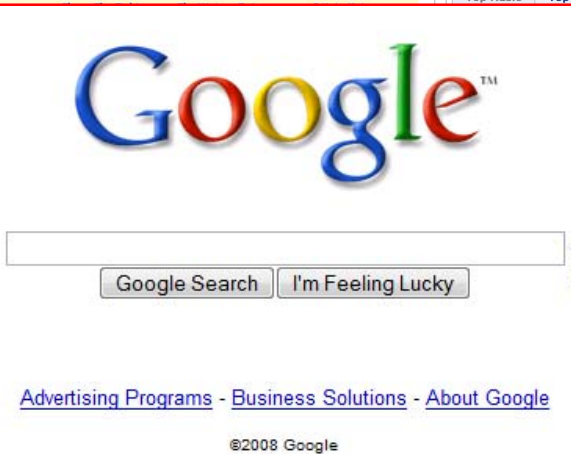 Google™
Google Search I'm Feeling Lucky
Advertising Programs - Business Solutions - About Google
©2008 Google